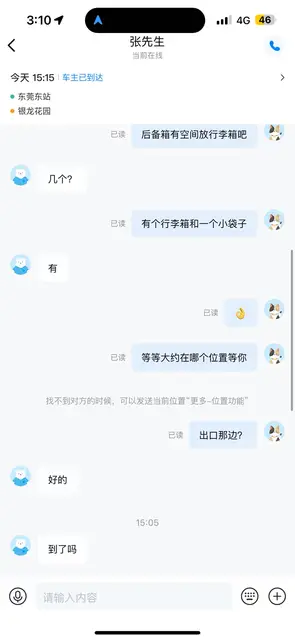 3:10
4G
46
张先生
当前在线
今天 15:15 车主已到达
东莞东站
银龙花园
已读
后备箱有空间放行李箱吧
几个?
已读
有个行李箱和一个小袋子
有
已读
👌
已读
等等大约在哪个位置等你
找不到对方的时候，可以发送当前位置"更多-位置功能"
已读
出口那边?
好的
15:05
到了吗
请输入内容